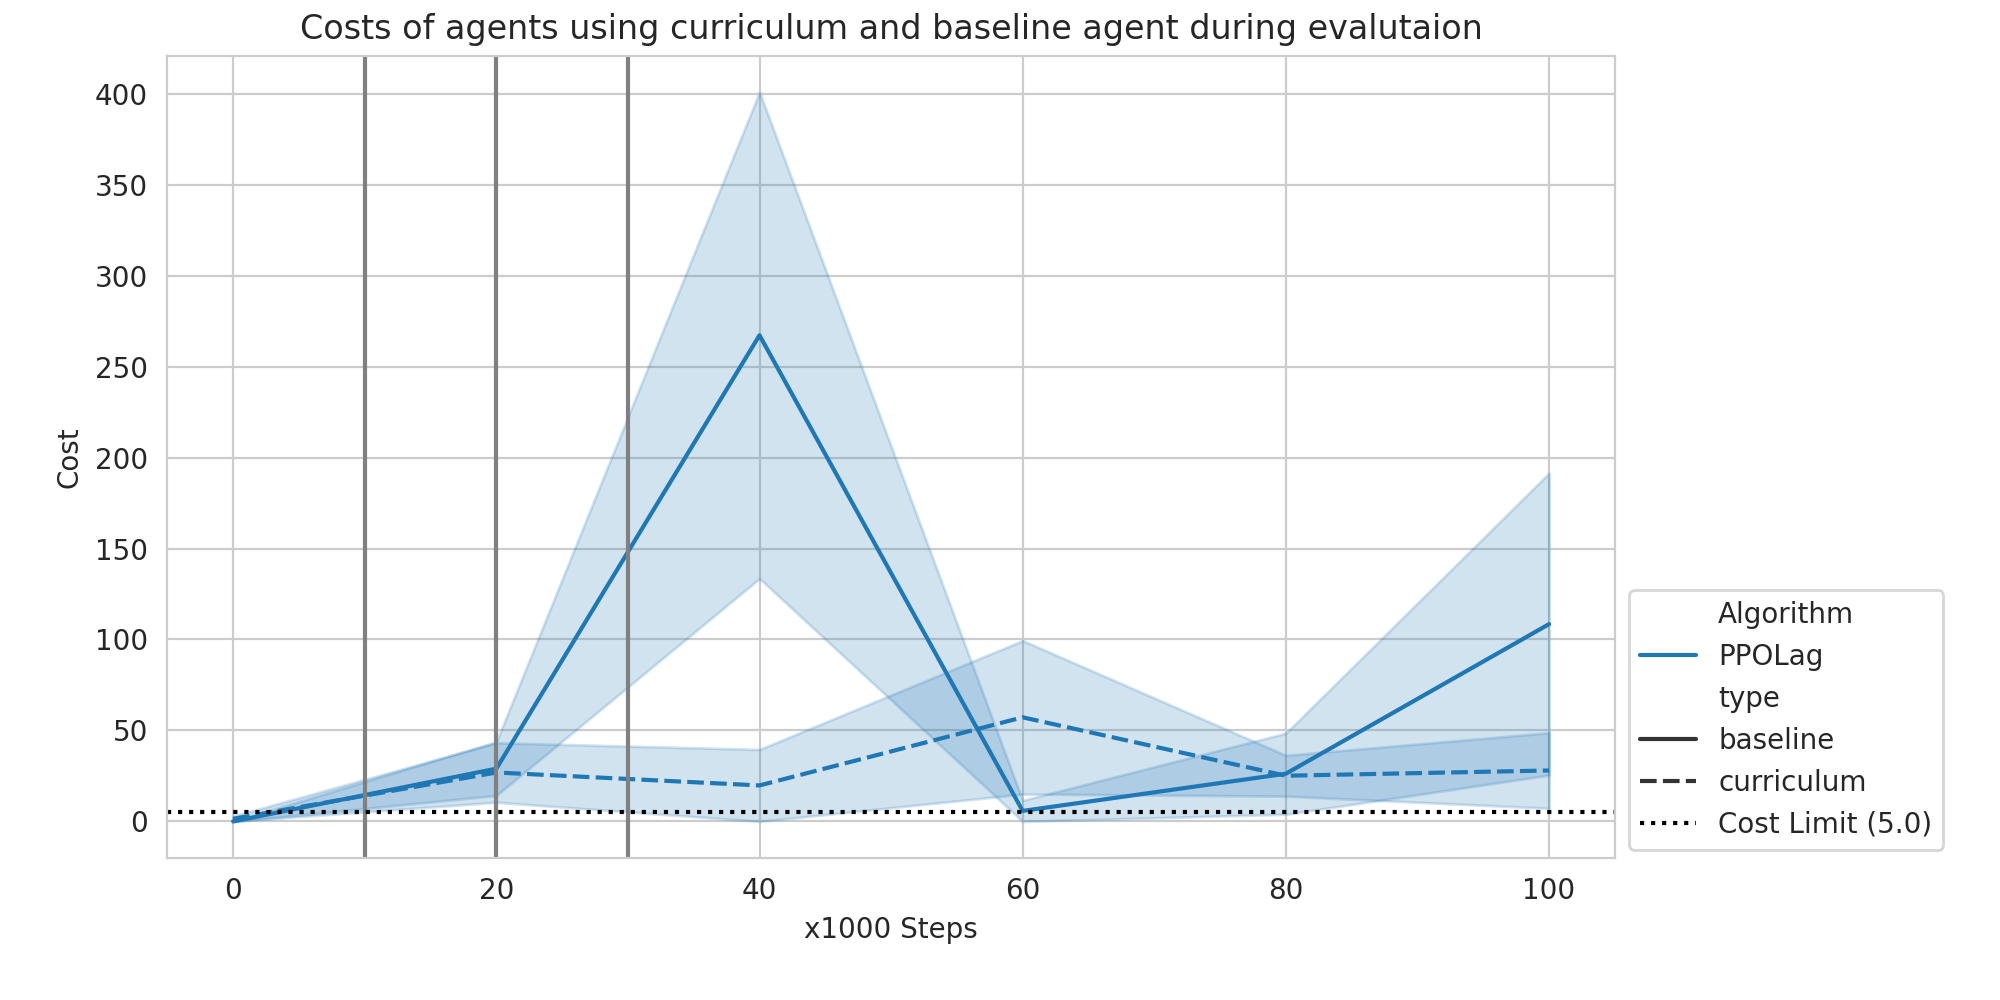 Costs of agents using curriculum and baseline agent during evalutaion
400
350
300
250
200
150
100
50
0
Cost
0 20 40 60 80 100
x1000 Steps
Algorithm
PPOLag
type
baseline
curriculum
Cost Limit (5.0)